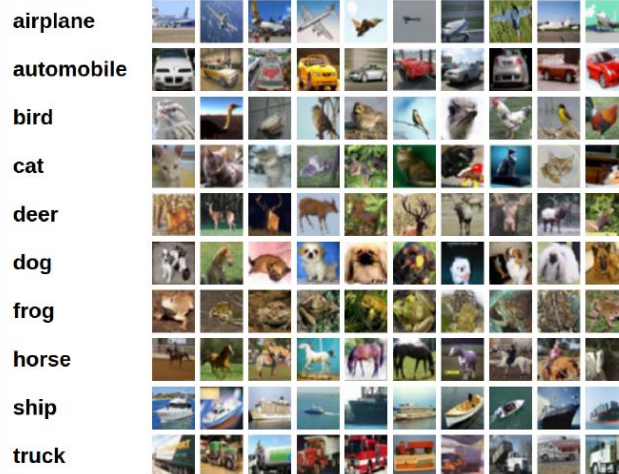 airplane
automobile
bird
cat
deer
dog
frog
horse
ship
truck